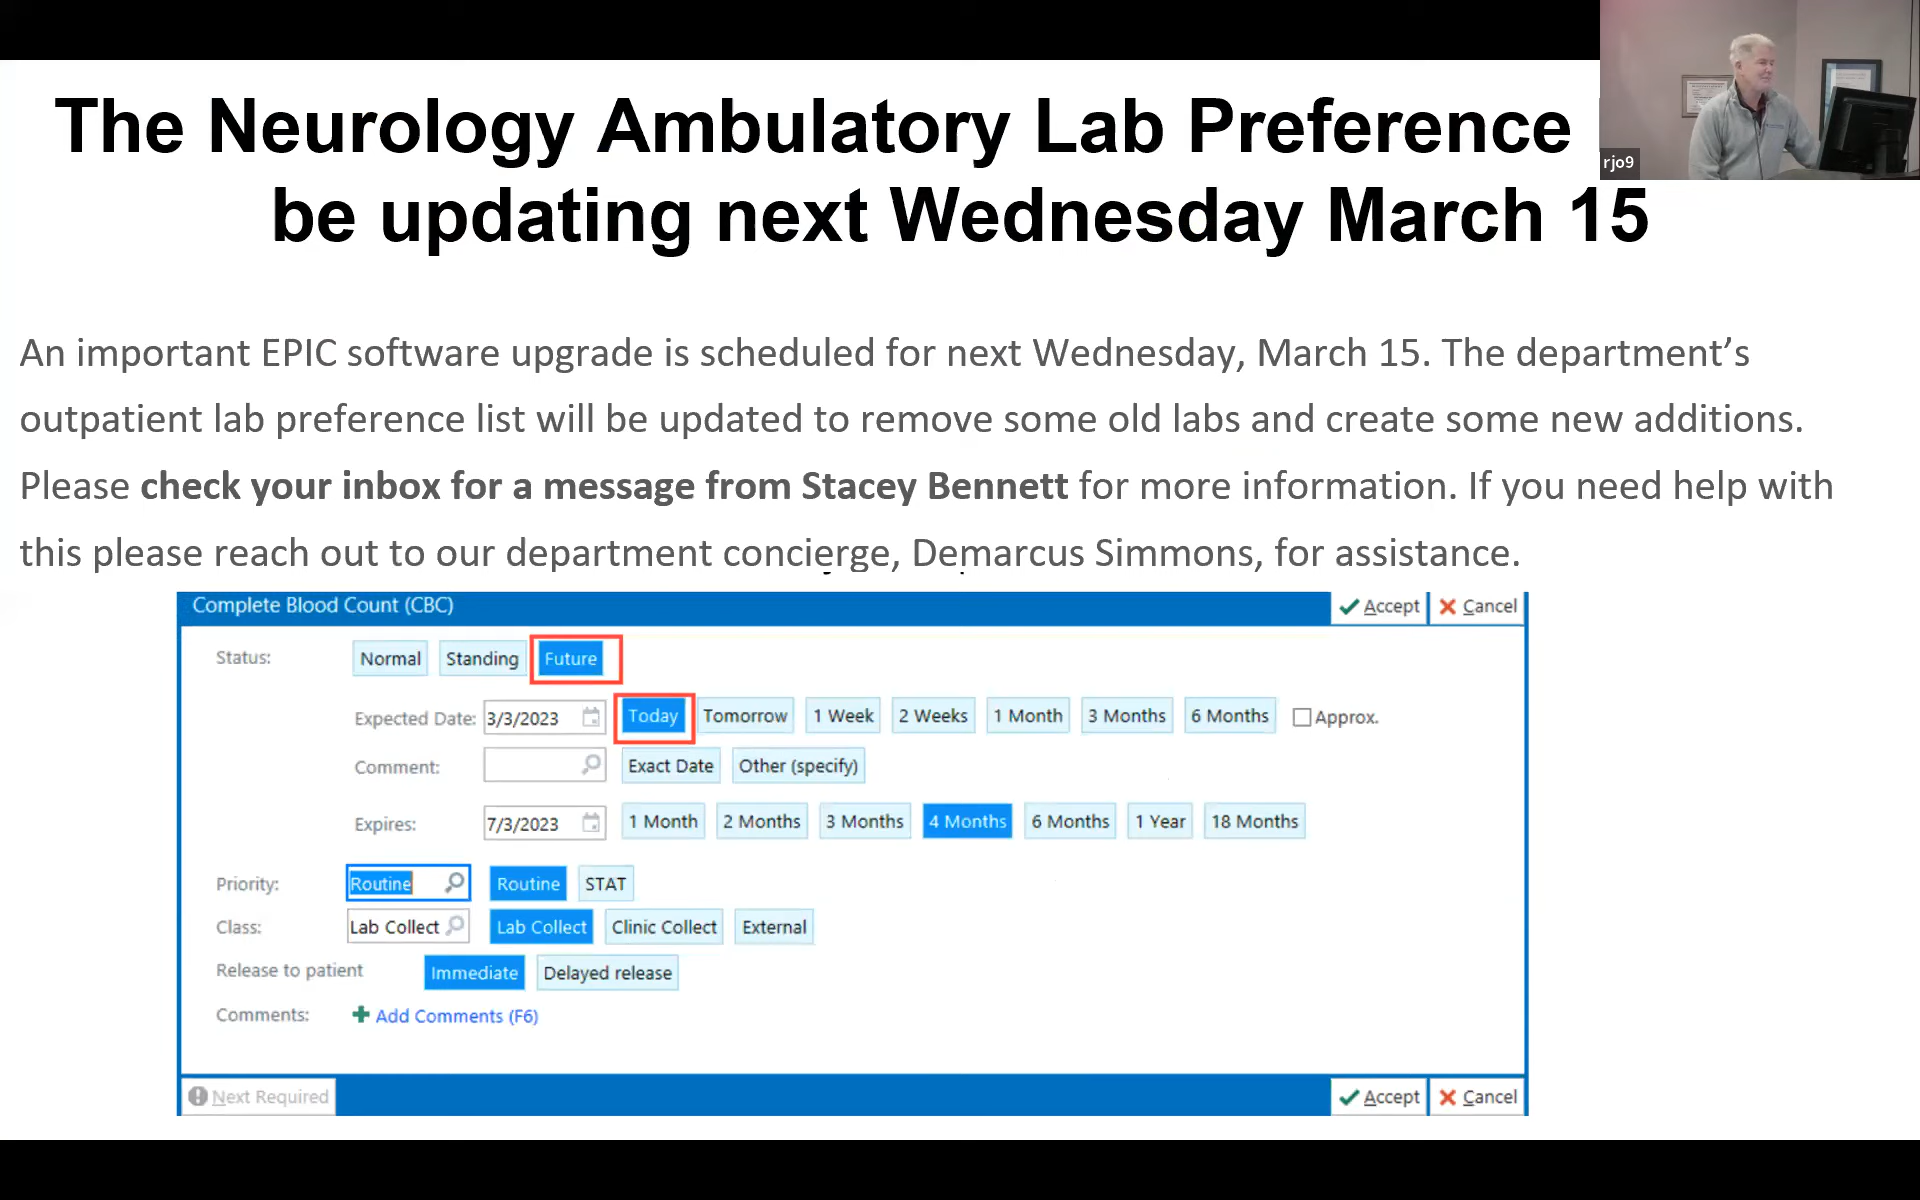 The Neurology Ambulatory Lab Preference
be updating next Wednesday March 15
rjo9
An important EPIC software upgrade is scheduled for next Wednesday, March 15. The department’s
outpatient lab preference list will be updated to remove some old labs and create some new additions.
Please check your inbox for a message from Stacey Bennett for more information. If you need help with
this please reach out to our department concierge, Demarcus Simmons, for assistance.
Complete Blood Count (CBC) Accept Cancel
Status: Normal Standing Future
Expected Date: 3/3/2023 Today Tomorrow 1 Week 2 Weeks 1 Month 3 Months 6 Months Approx.
Comment: Exact Date Other (specify)
Expires: 7/3/2023 1 Month 2 Months 3 Months 4 Months 6 Months 1 Year 18 Months
Priority: Routine Routine STAT
Class: Lab Collect Lab Collect Clinic Collect External
Release to patient Immediate Delayed release
Comments: Add Comments (F6)
Next Required Accept Cancel